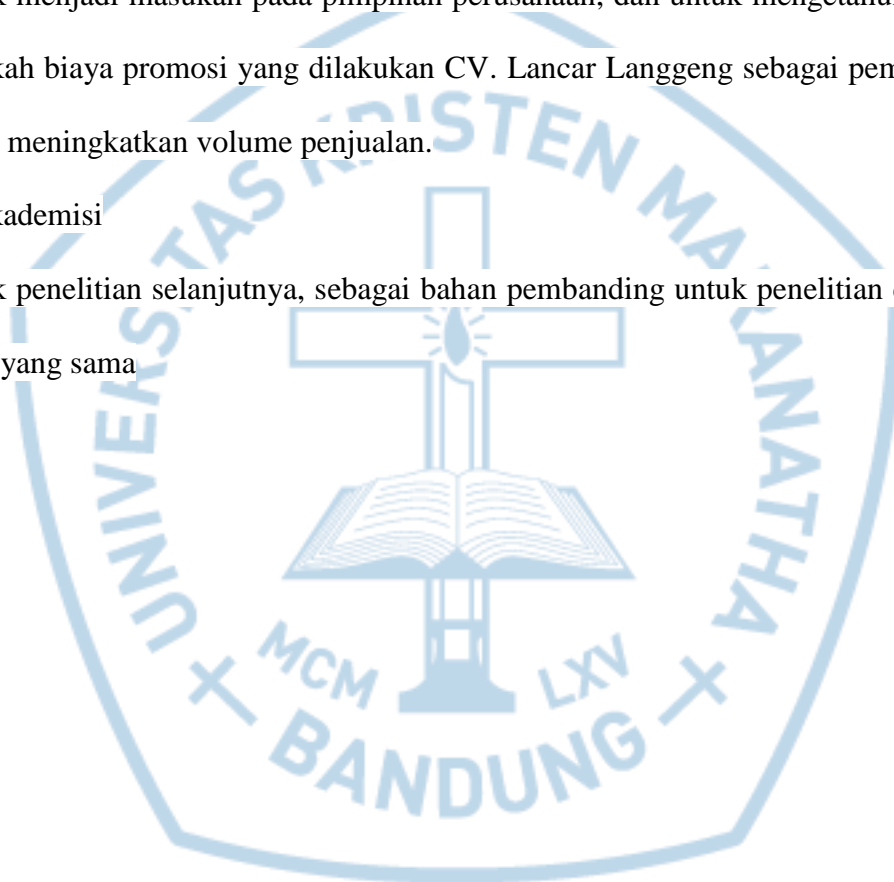 k menjadi masukan pada pimpinan perusahaan, dan untuk mengetahui
kah biaya promosi yang dilakukan CV. Lancar Langgeng sebagai pem
meningkatkan volume penjualan.
kademisi
k penelitian selanjutnya, sebagai bahan pembanding untuk penelitian
yang sama
UNIVERSITAS KRISTEN MARANATHA
MCM LXV
BANDUNG